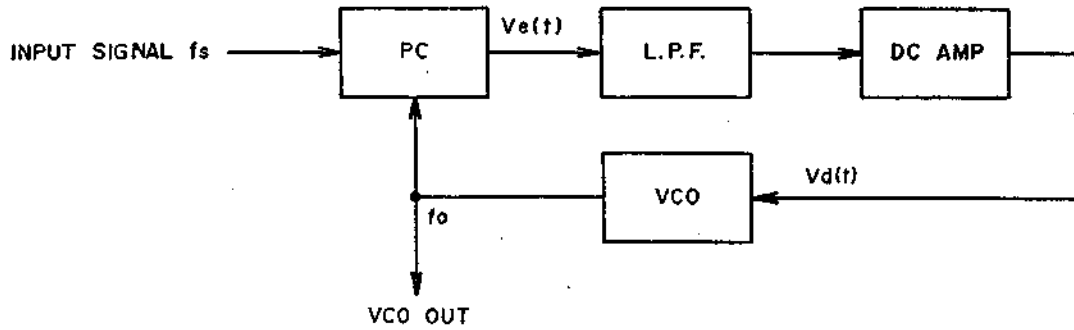 INPUT SIGNAL fs
PC
Ve(t)
L.P.F.
DC AMP
VCO
Vd(t)
fo
VCO OUT